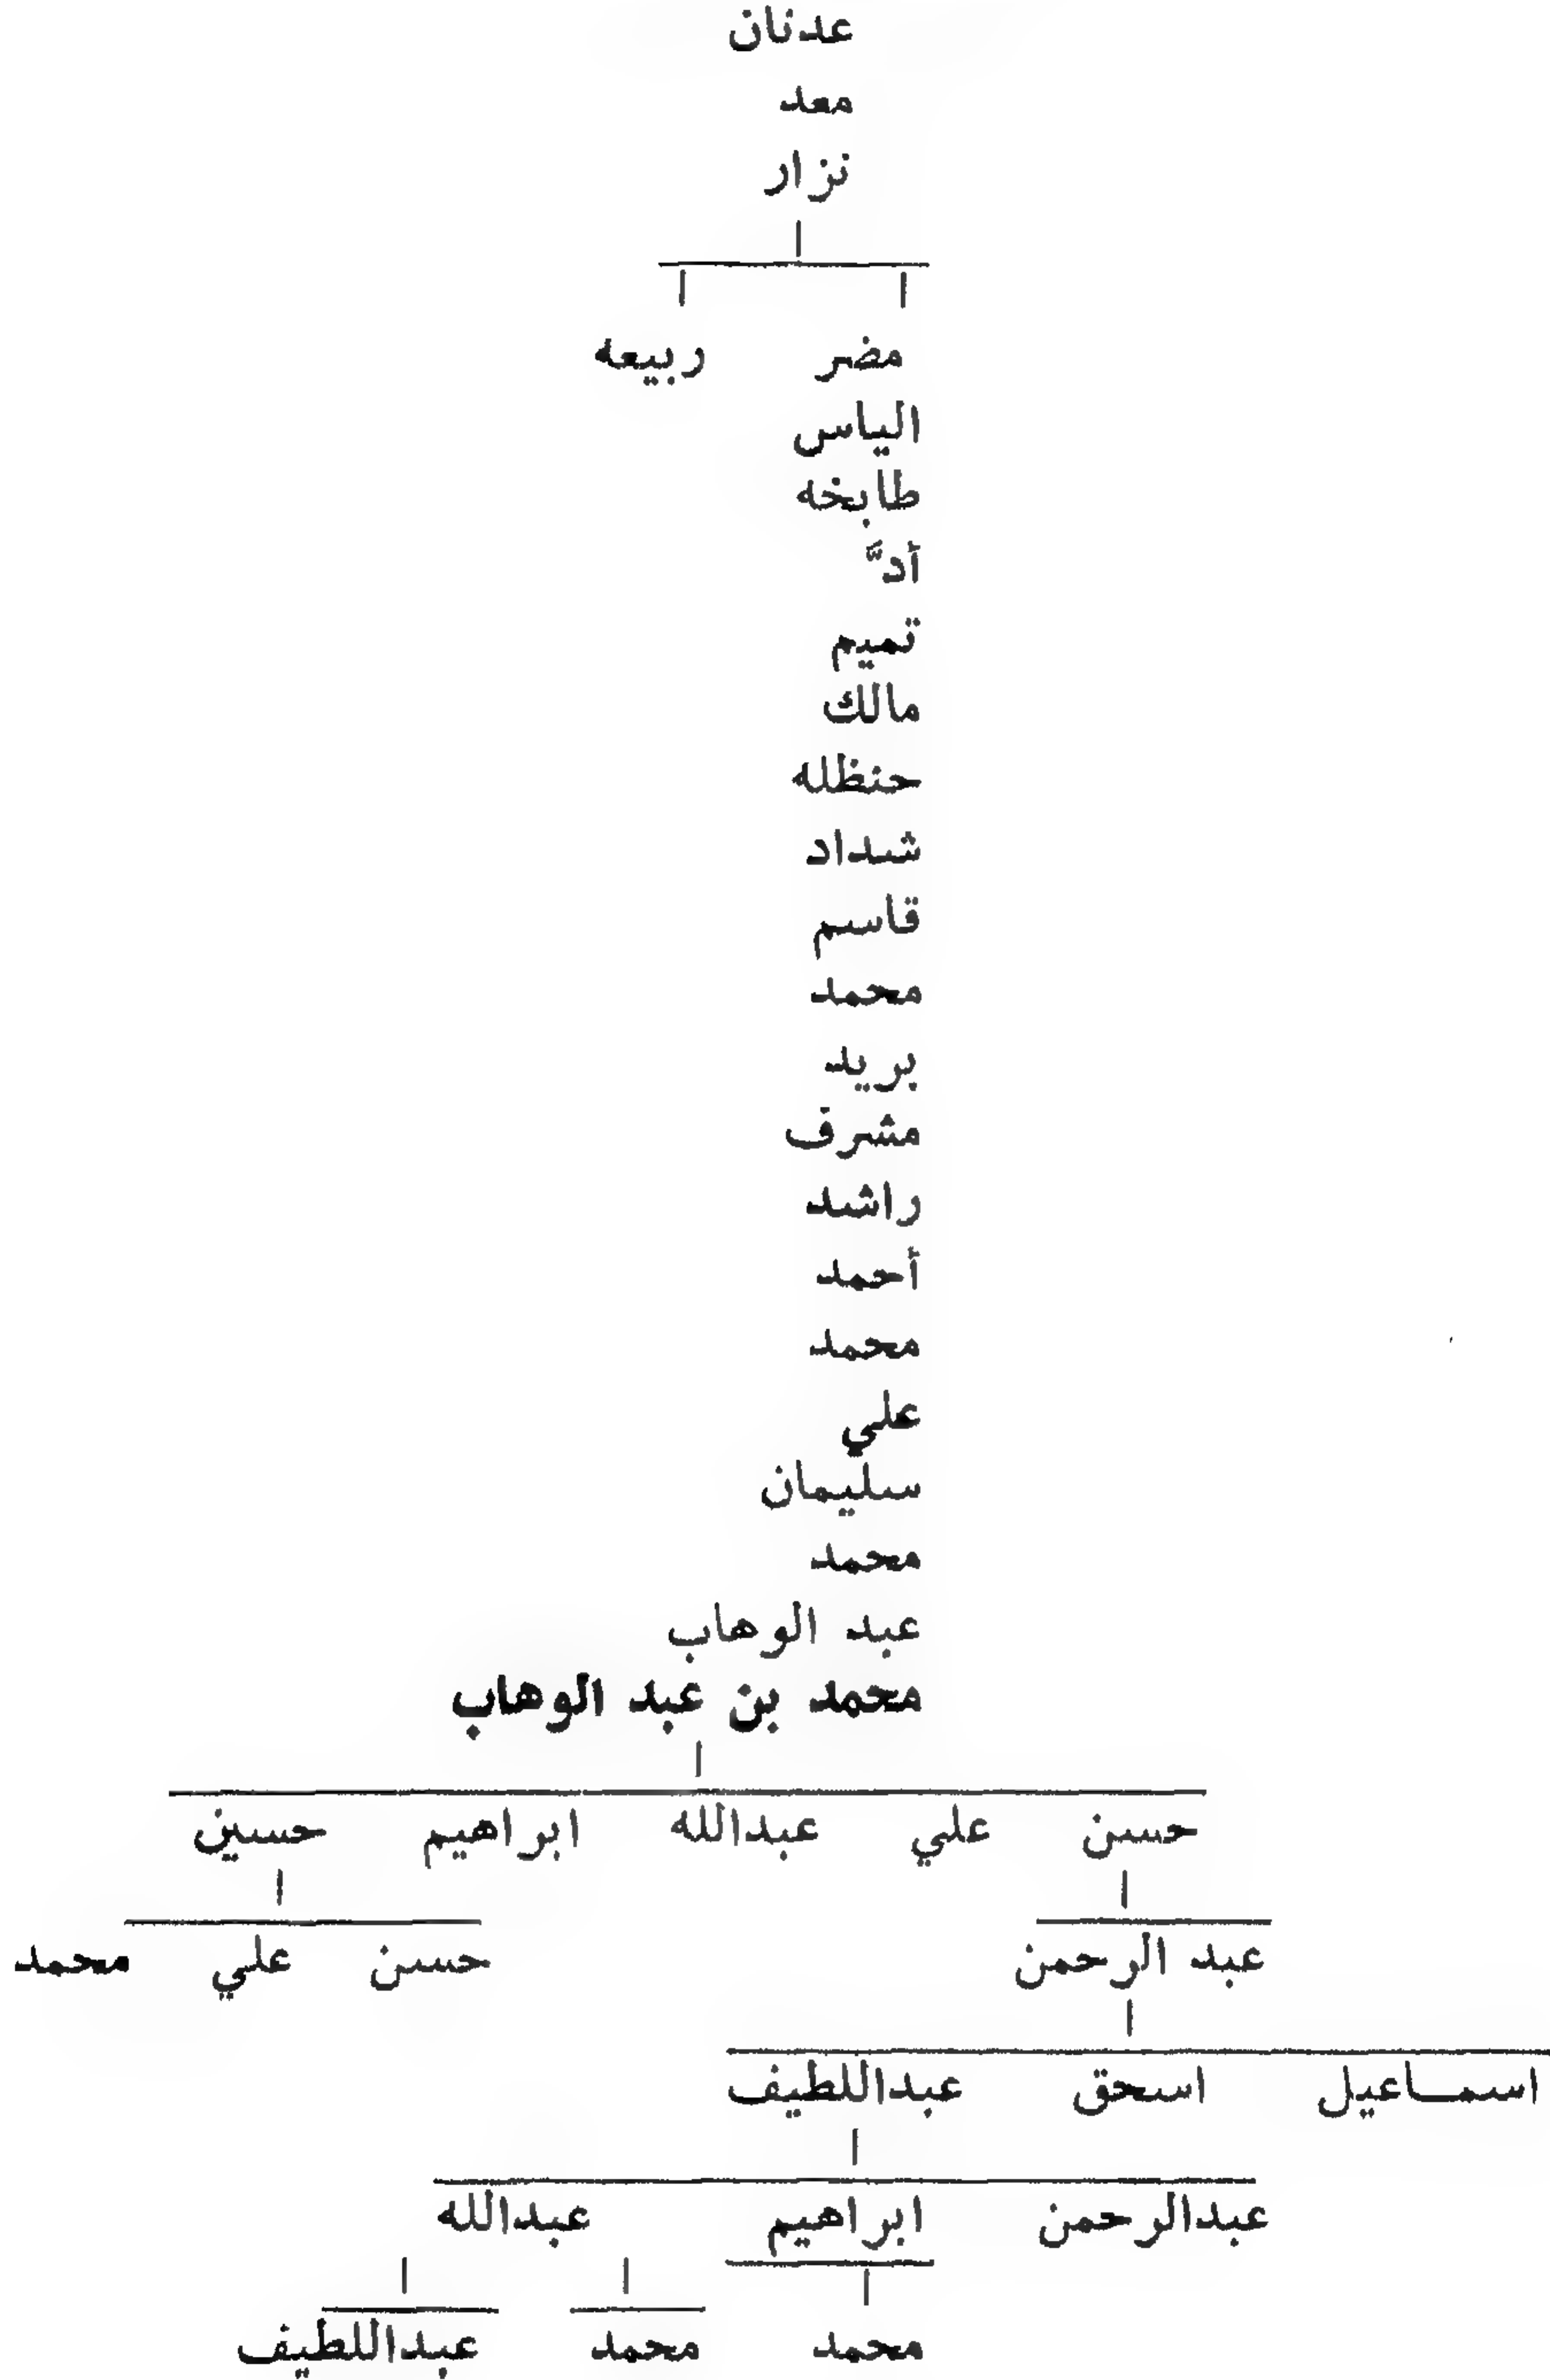 عدنان
معد
نزار
مضر ربيعه
الياس
طابخه
أدَّ
تميم
مالك
حنظله
شداد
قاسم
محمد
بريد
مشرف
راشد
أحمد
محمد
علي
سليمان
محمد
عبد الوهاب
محمد بن عبد الوهاب
حسن علي عبدالله ابراهيم حسين
عبد الرحمن حسن علي محمد
اسمـاعيل اسحق عبداللطيف
عبدالرحمن ابراهيم عبدالله
محمد محمد عبداللطيف